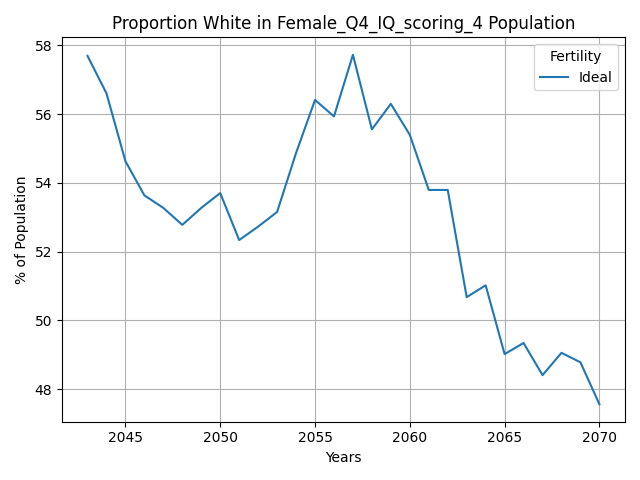 Proportion White in Female_Q4_IQ_scoring_4 Population
Fertility
Ideal
% of Population
58
56
54
52
50
48
2045
2050
2055
2060
2065
2070
Years